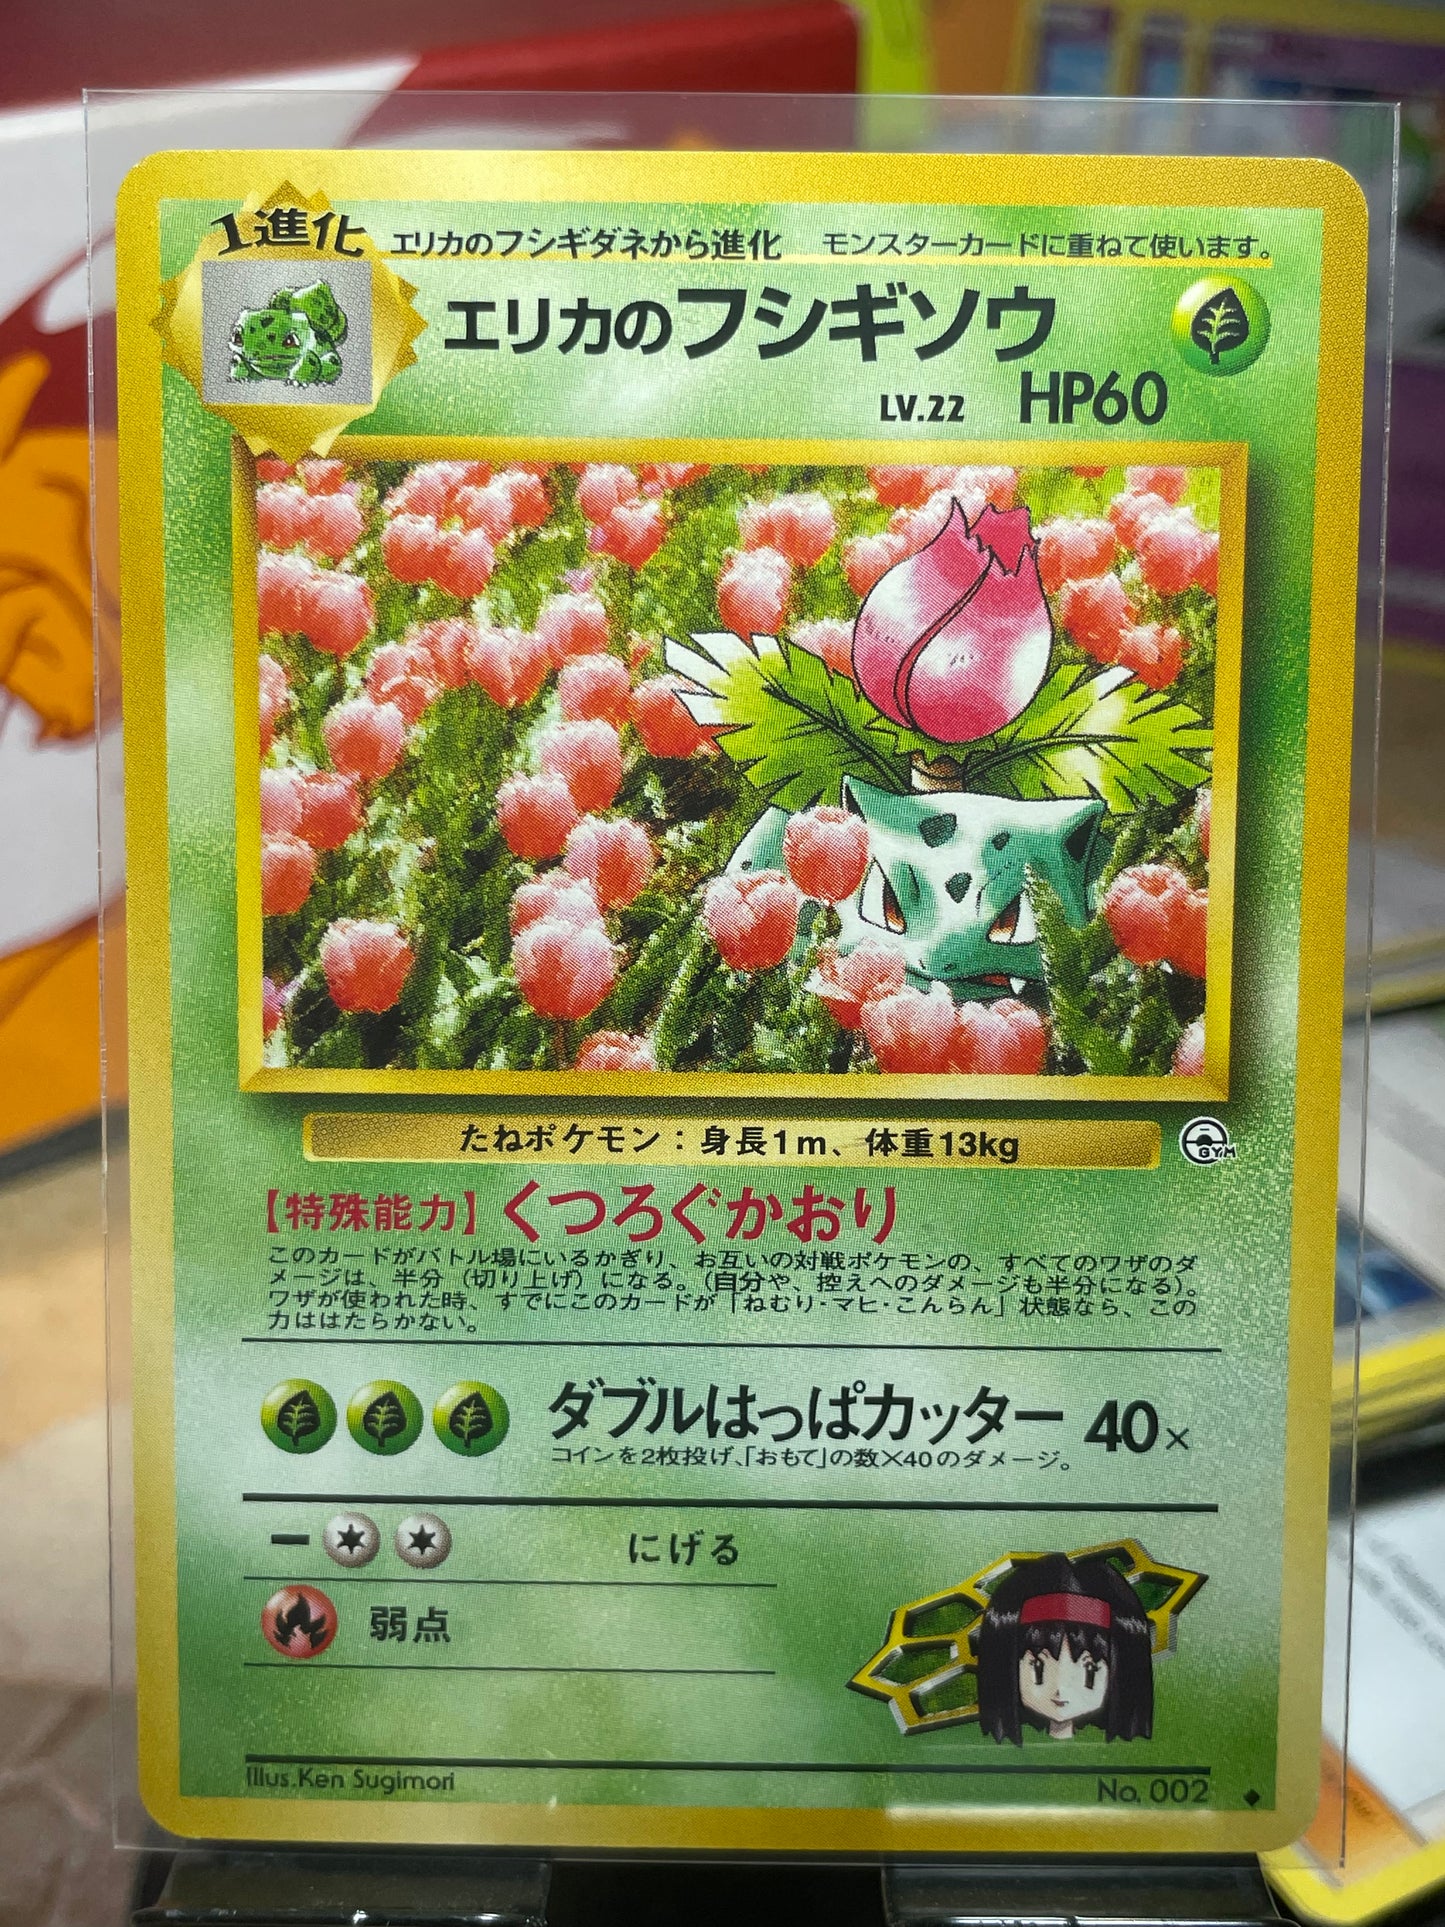 1進化 エリカのフシギダネから進化 モンスターカードに重ねて使います。
エリカのフシギソウ
LV.22 HP60
たねポケモン：身長1m、体重13kg
GYM
【特殊能力】くつろぐかおり
このカードがバトル場にいるかぎり、お互いの対戦ポケモンの、すべてのワザのダ
メージは、半分（切り上げ）になる。（自分や、控えへのダメージも半分になる）。
ワザが使われた時、すでにこのカードが「ねむり・マヒ・こんらん」状態なら、この
力ははたらかない。
ダブルはっぱカッター 40×
コインを2枚投げ、「おもて」の数×40のダメージ。
ー にげる
弱点
Illus.Ken Sugimori No. 002